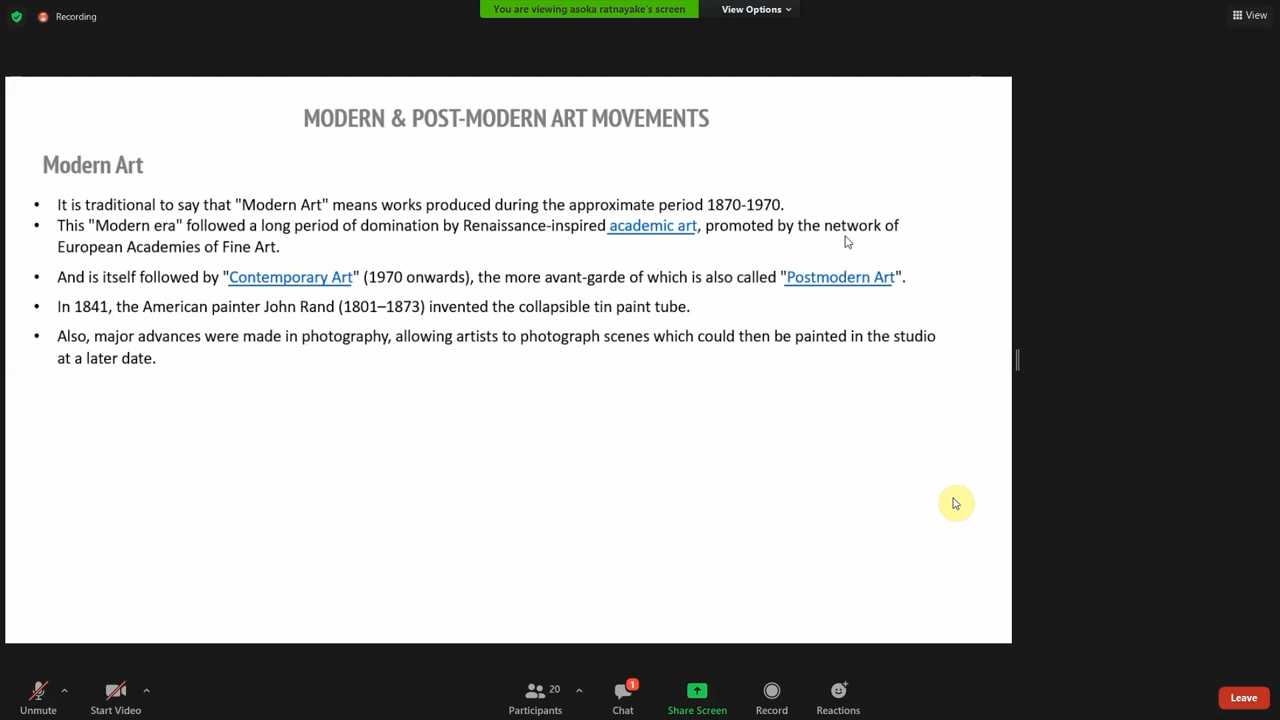 Recording
You are viewing asoka ratnayake's screen
View Options
View
MODERN & POST-MODERN ART MOVEMENTS
Modern Art
• It is traditional to say that "Modern Art" means works produced during the approximate period 1870-1970.
• This "Modern era" followed a long period of domination by Renaissance-inspired academic art, promoted by the network of
European Academies of Fine Art.
• And is itself followed by "Contemporary Art" (1970 onwards), the more avant-garde of which is also called "Postmodern Art".
• In 1841, the American painter John Rand (1801–1873) invented the collapsible tin paint tube.
• Also, major advances were made in photography, allowing artists to photograph scenes which could then be painted in the studio
at a later date.
Unmute
Start Video
20
Participants
1
Chat
Share Screen
Record
Reactions
Leave